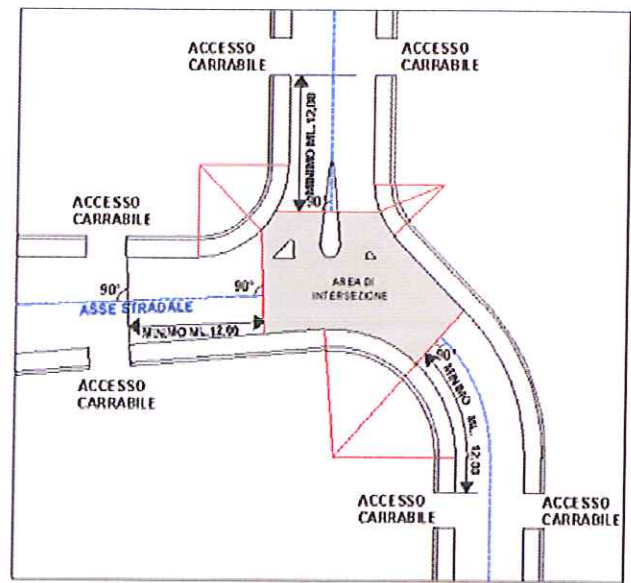 ACCESSO
CARRABILE
ACCESSO
CARRABILE
MINIMO ML. 12,00
90°
ACCESSO
CARRABILE
90°
90°
ASSE STRADALE
AREA DI
INTERSEZIONE
MINIMO ML. 12,00
90°
MINIMO ML. 12,00
ACCESSO
CARRABILE
ACCESSO
CARRABILE
ACCESSO
CARRABILE